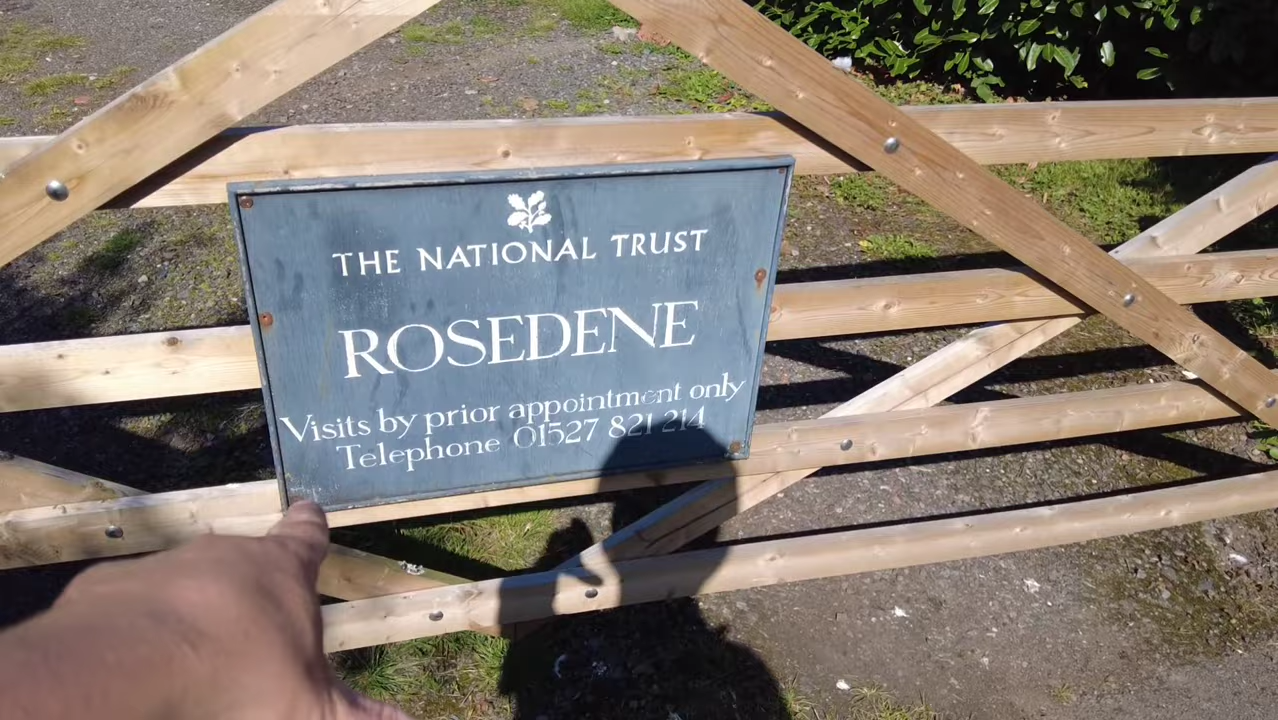 THE NATIONAL TRUST
ROSEDENE
Visits by prior appointment only
Telephone 01527 821 214